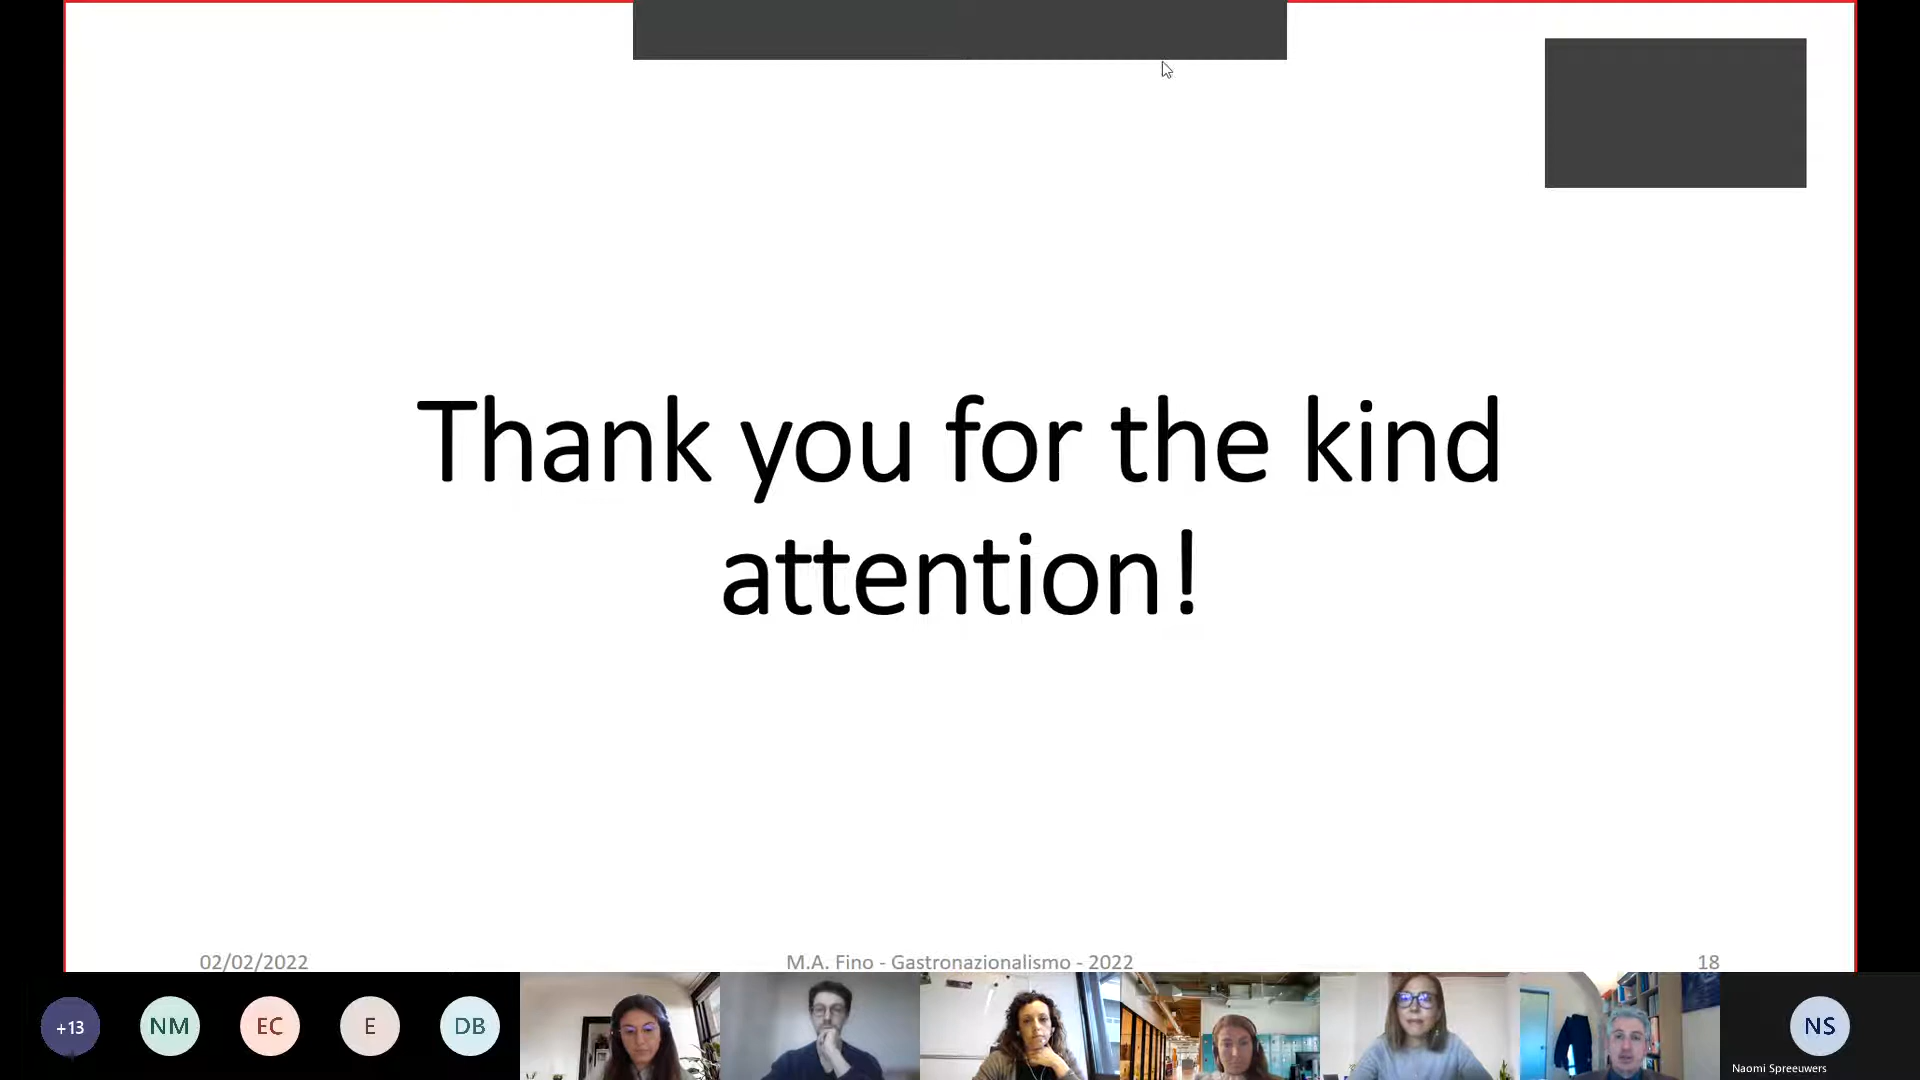 Thank you for the kind
attention!
02/02/2022
M.A. Fino - Gastronazionalismo - 2022
18
+13
NM
EC
E
DB
NS
Naomi Spreeuwers